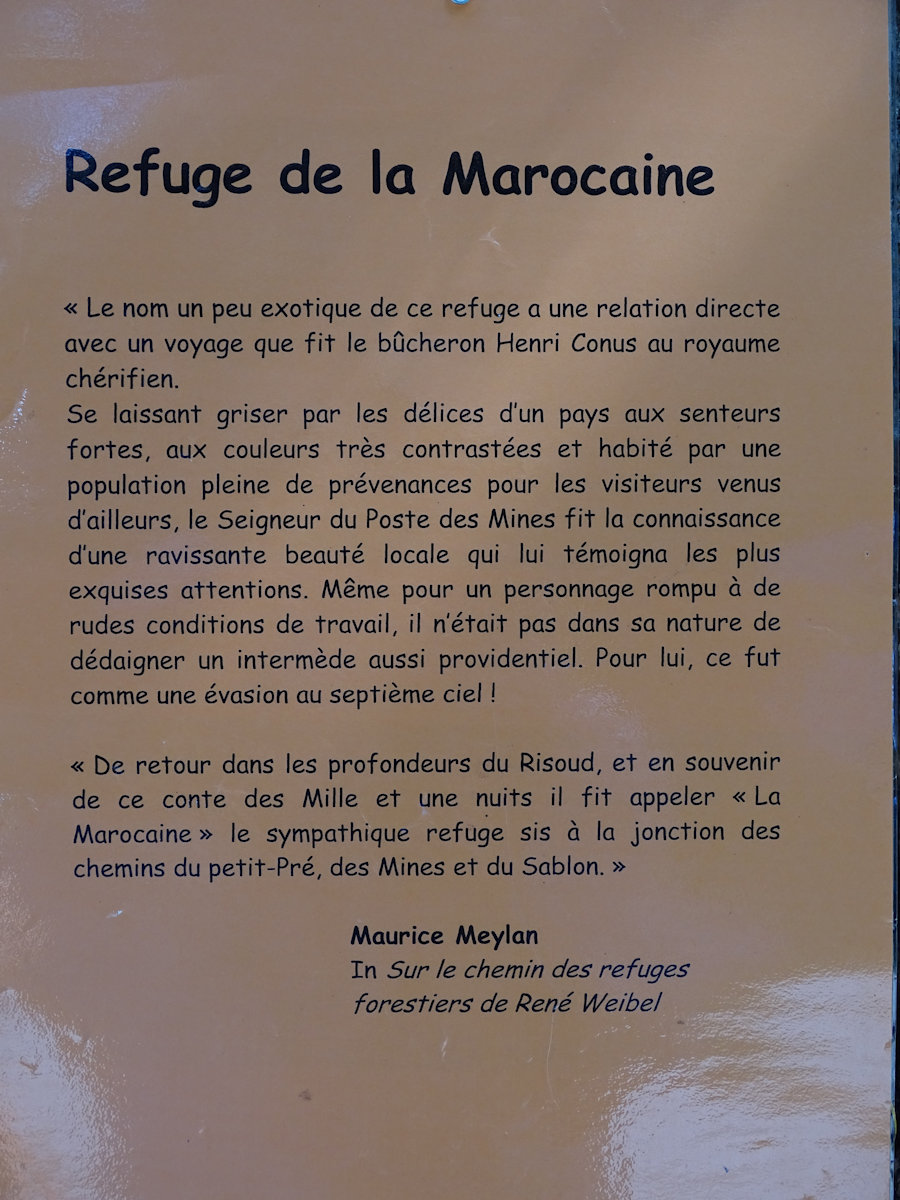 Refuge de la Marocaine
« Le nom un peu exotique de ce refuge a une relation directe
avec un voyage que fit le bûcheron Henri Conus au royaume
chérifien.
Se laissant griser par les délices d'un pays aux senteurs
fortes, aux couleurs très contrastées et habité par une
population pleine de prévenances pour les visiteurs venus
d'ailleurs, le Seigneur du Poste des Mines fit la connaissance
d'une ravissante beauté locale qui lui témoigna les plus
exquises attentions. Même pour un personnage rompu à de
rudes conditions de travail, il n'était pas dans sa nature de
dédaigner un intermède aussi providentiel. Pour lui, ce fut
comme une évasion au septième ciel !
« De retour dans les profondeurs du Risoud, et en souvenir
de ce conte des Mille et une nuits il fit appeler « La
Marocaine » le sympathique refuge sis à la jonction des
chemins du petit-Pré, des Mines et du Sablon. »
Maurice Meylan
In Sur le chemin des refuges
forestiers de René Weibel